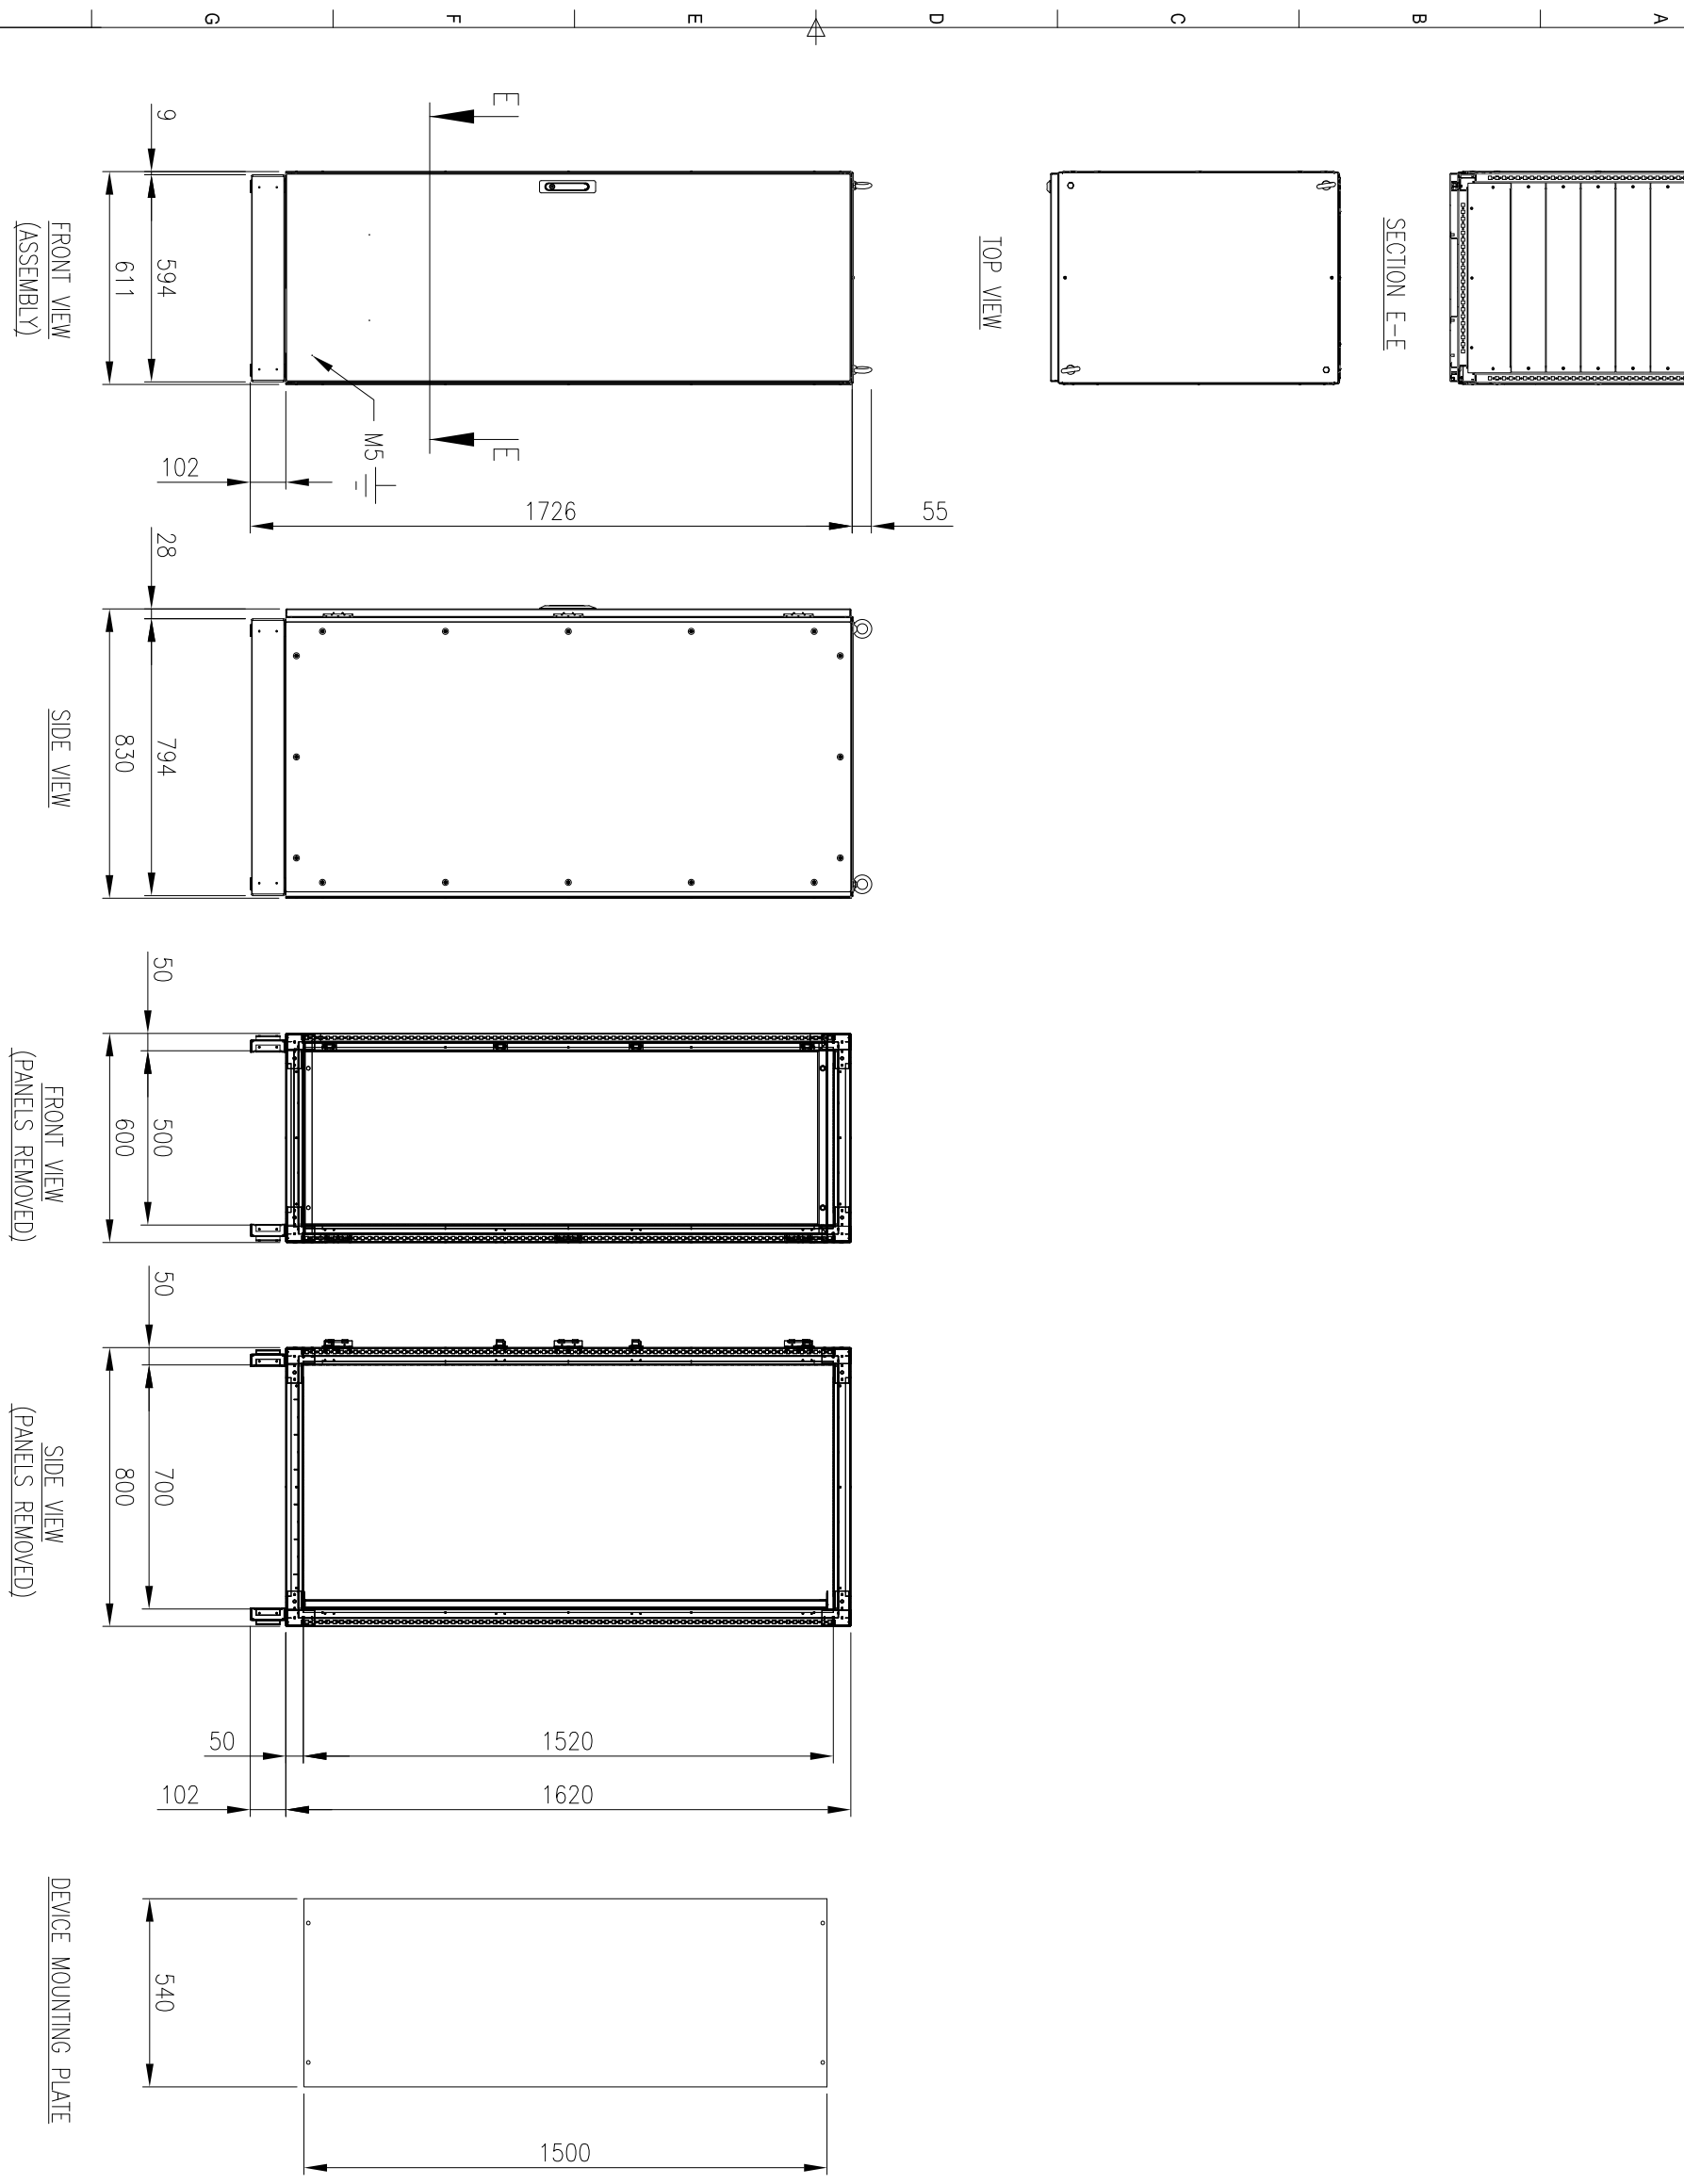 G
F
E
D
C
B
A
SECTION E-E
TOP VIEW
E
E
M5
9
594
611
102
1726
55
FRONT VIEW
(ASSEMBLY)
28
794
830
SIDE VIEW
50
500
600
FRONT VIEW
(PANELS REMOVED)
50
700
800
50
1520
102
1620
SIDE VIEW
(PANELS REMOVED)
540
1500
DEVICE MOUNTING PLATE